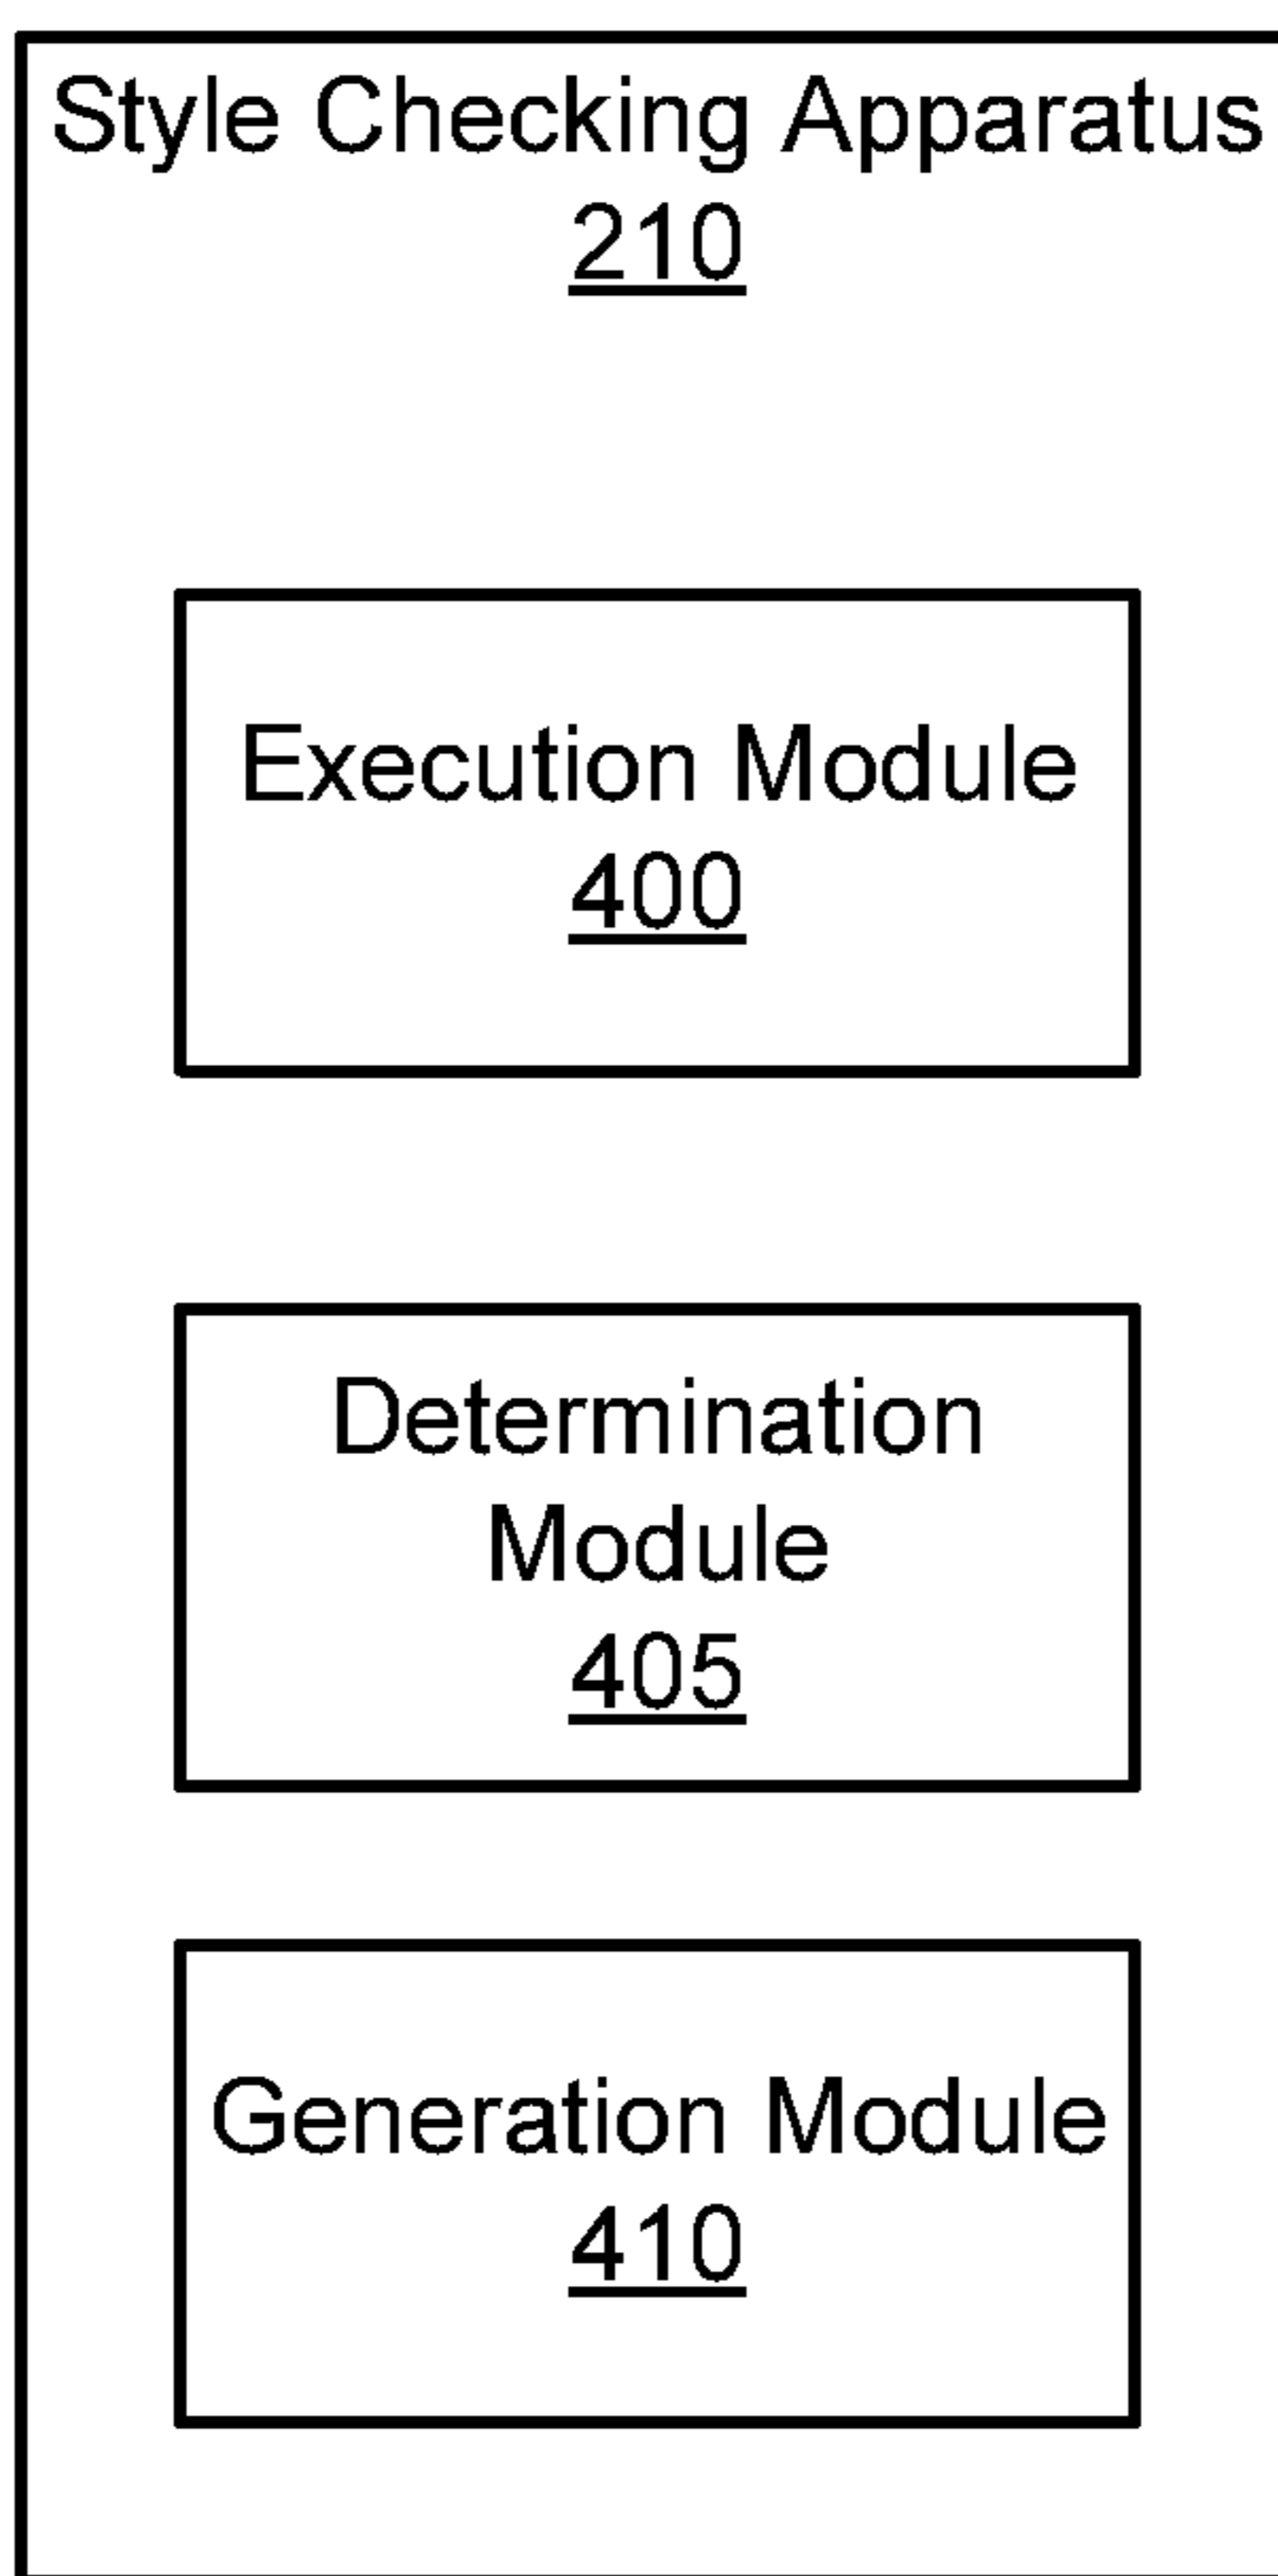 Style Checking Apparatus
210
Execution Module
400
Determination
Module
405
Generation Module
410